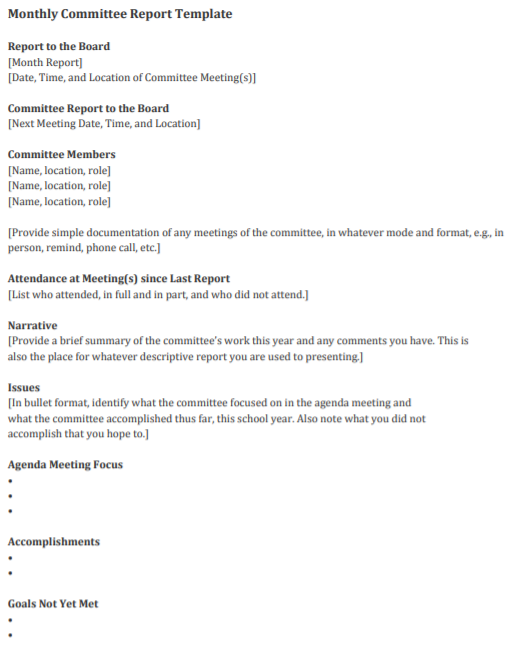 Monthly Committee Report Template
Report to the Board
[Month Report]
[Date, Time, and Location of Committee Meeting(s)]
Committee Report to the Board
[Next Meeting Date, Time, and Location]
Committee Members
[Name, location, role]
[Name, location, role]
[Name, location, role]
[Provide simple documentation of any meetings of the committee, in whatever mode and format, e.g., in
person, remind, phone call, etc.]
Attendance at Meeting(s) since Last Report
[List who attended, in full and in part, and who did not attend.]
Narrative
[Provide a brief summary of the committee's work this year and any comments you have. This is
also the place for whatever descriptive report you are used to presenting.]
Issues
[In bullet format, identify what the committee focused on in the agenda meeting and
what the committee accomplished thus far, this school year. Also note what you did not
accomplish that you hope to.]
Agenda Meeting Focus
•
•
•
Accomplishments
•
•
Goals Not Yet Met
•
•